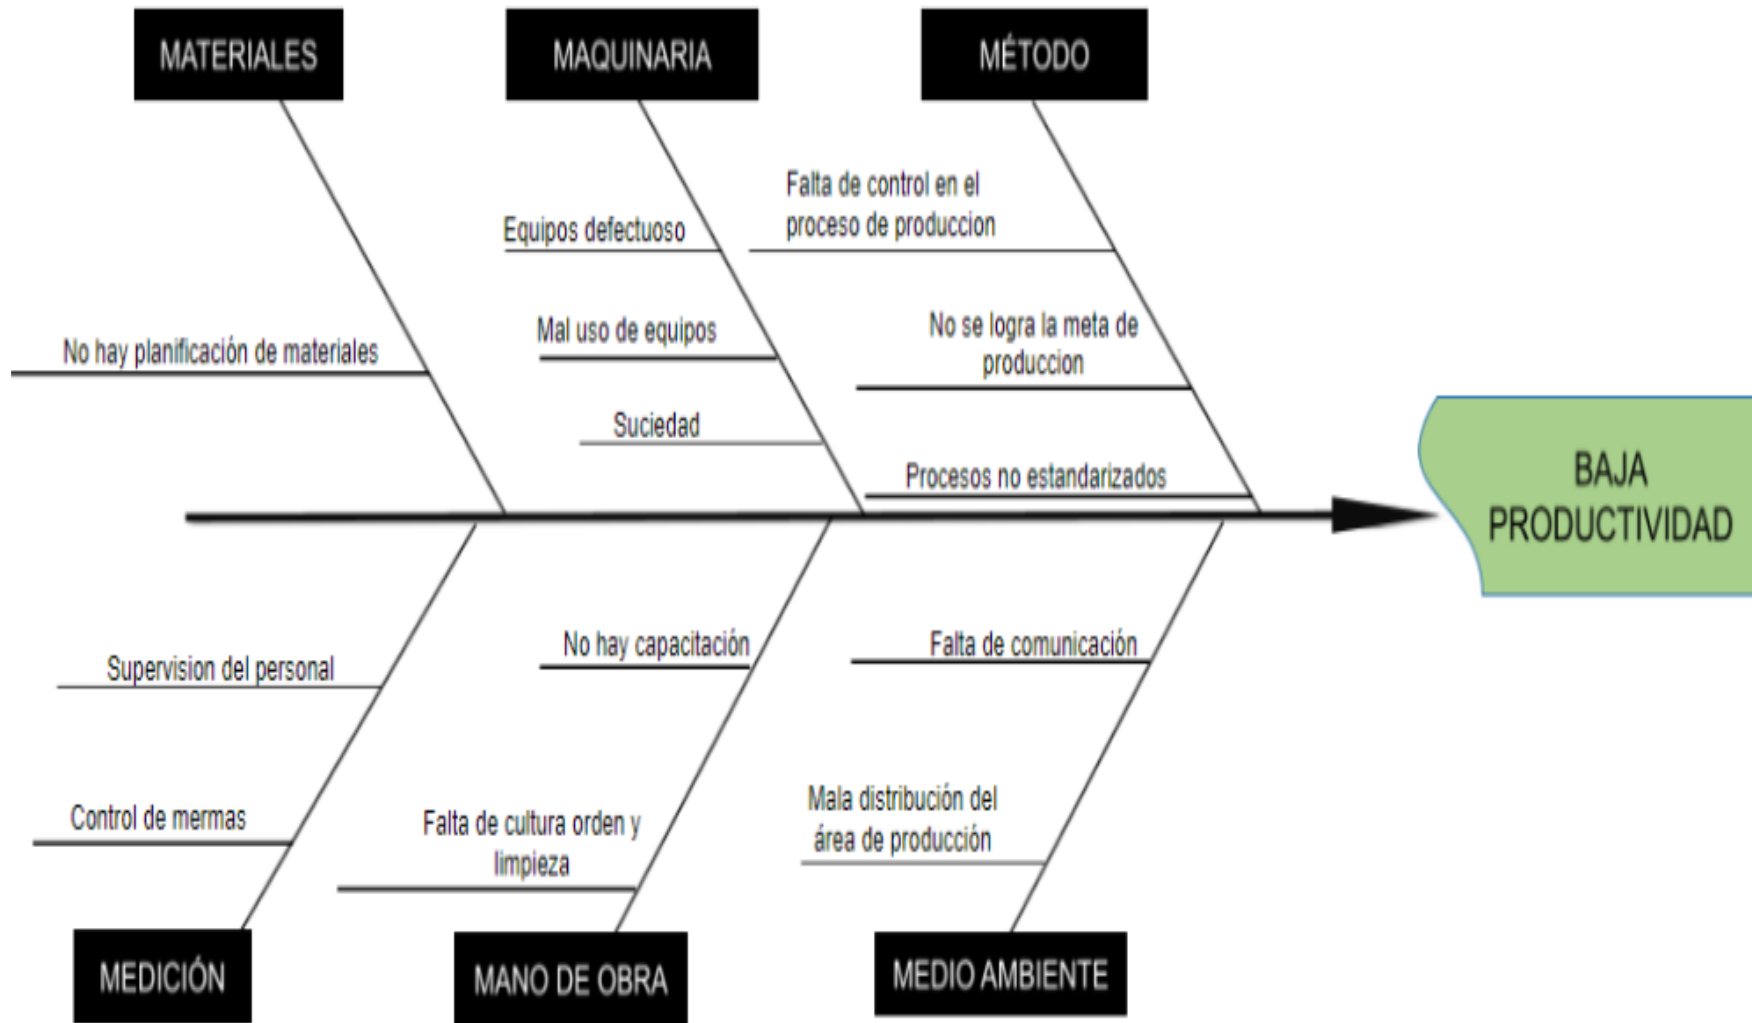 MATERIALES
MAQUINARIA
MÉTODO
Falta de control en el
proceso de produccion
Equipos defectuoso
Mal uso de equipos
No se logra la meta de
produccion
No hay planificación de materiales
Suciedad
Procesos no estandarizados
BAJA
PRODUCTIVIDAD
No hay capacitación
Falta de comunicación
Supervision del personal
Control de mermas
Falta de cultura orden y
limpieza
Mala distribución del
área de producción
MEDICIÓN
MANO DE OBRA
MEDIO AMBIENTE